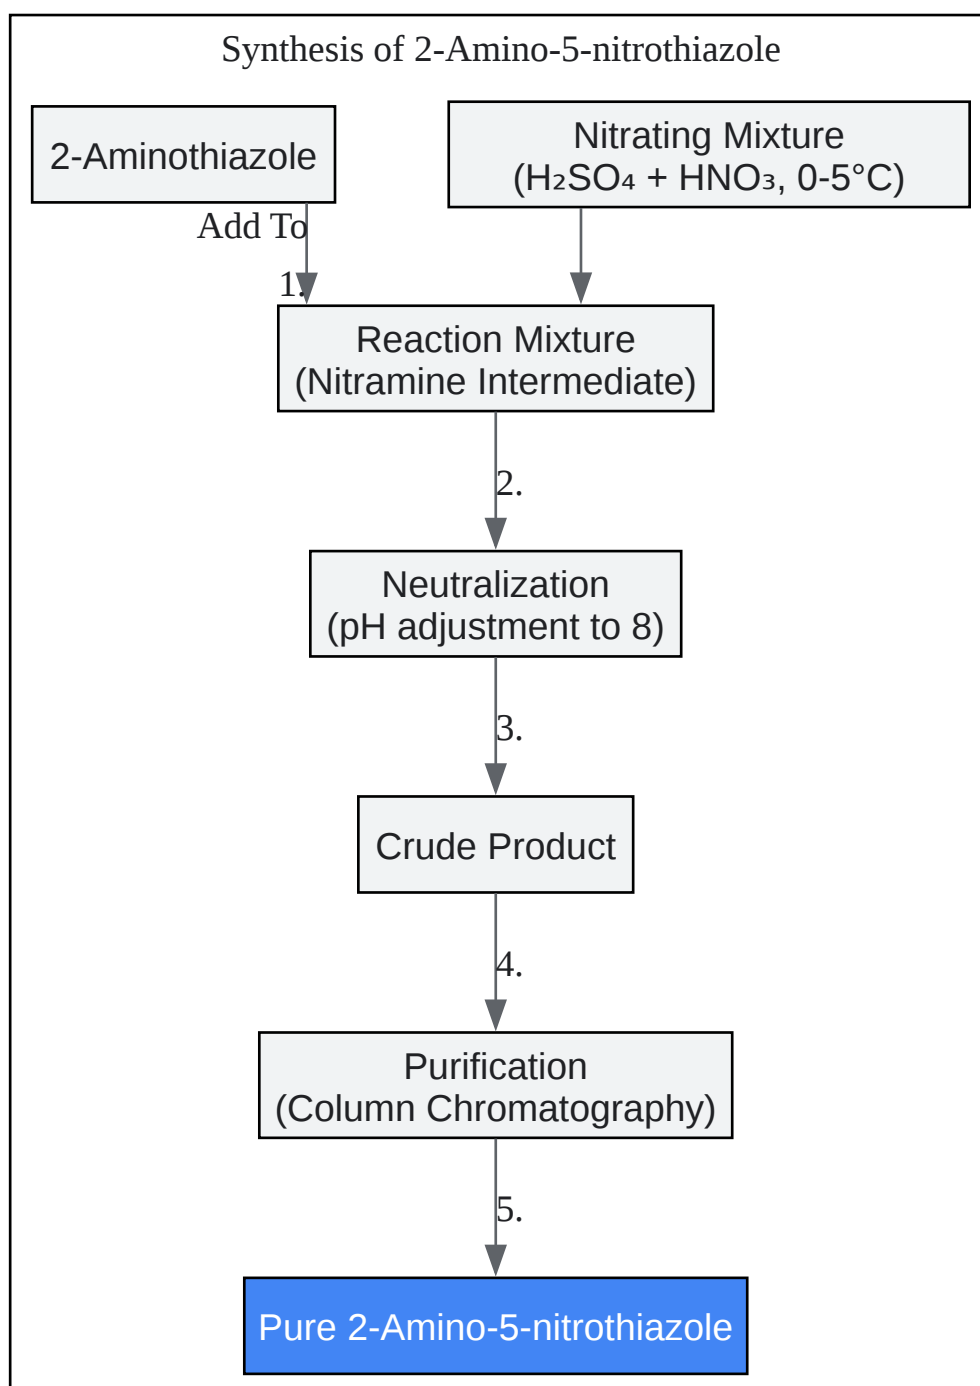 Synthesis of 2-Amino-5-nitrothiazole
2-Aminothiazole
Nitrating Mixture
(H₂SO₄ + HNO₃, 0-5°C)
Add To
1.
Reaction Mixture
(Nitramine Intermediate)
2.
Neutralization
(pH adjustment to 8)
3.
Crude Product
4.
Purification
(Column Chromatography)
5.
Pure 2-Amino-5-nitrothiazole